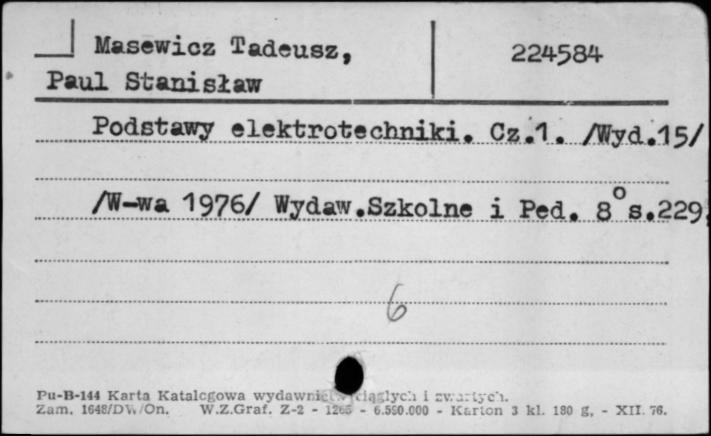 Masewicz Tadeusz, 224584
Paul Stanisław
Podstawy elektrotechniki. Cz.1. /Wyd.15/
/W-wa 1976/ Wydaw.Szkolne i Ped. 8° s.229.
6
Pu-B-144 Karta Katalogowa wydawnictw ciągłych i zwartych.
Zam. 1648/DW/On. W.Z.Graf. Z-2 - 1265 - 6.590.000 - Karton 3 kl. 180 g. - XII. 76.